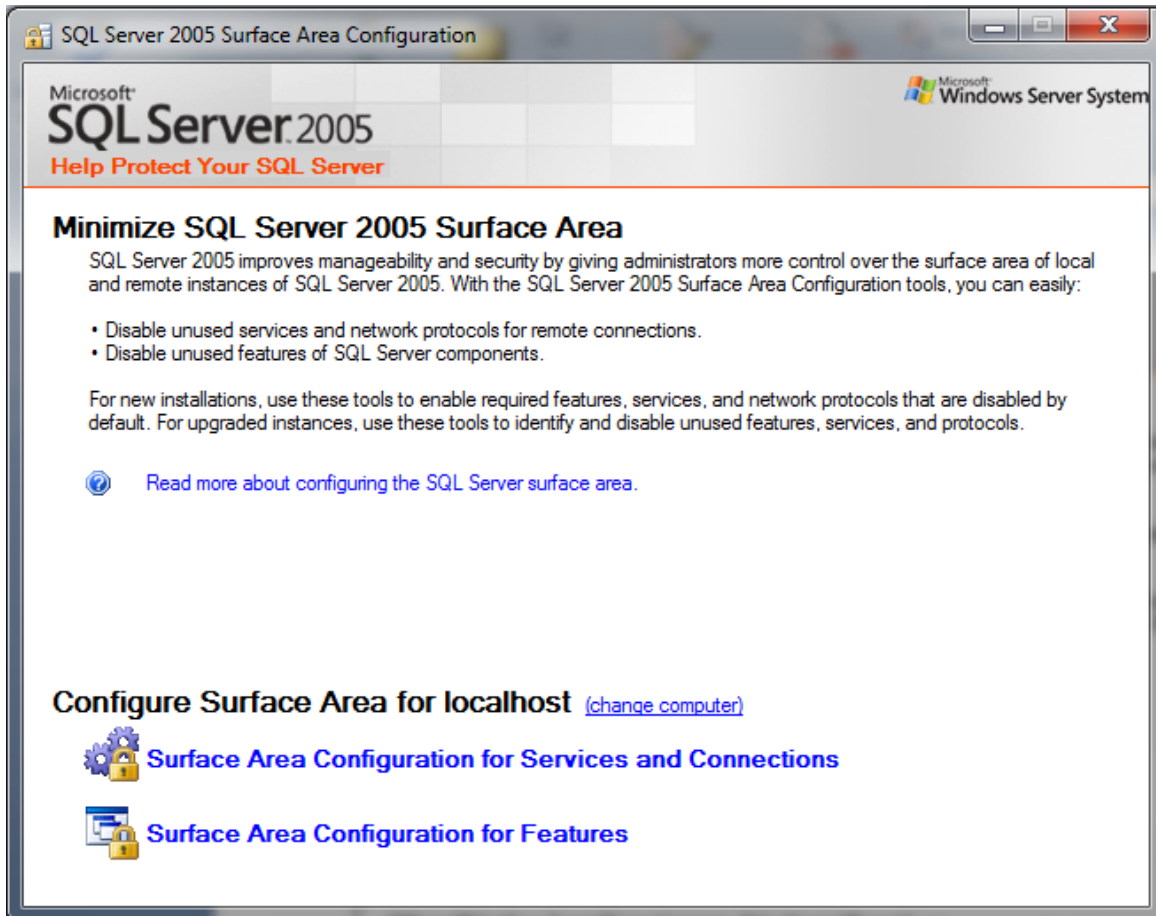 SQL Server 2005 Surface Area Configuration
Microsoft
SQL Server 2005
Help Protect Your SQL Server
Microsoft
Windows Server System
Minimize SQL Server 2005 Surface Area
SQL Server 2005 improves manageability and security by giving administrators more control over the surface area of local
and remote instances of SQL Server 2005. With the SQL Server 2005 Surface Area Configuration tools, you can easily:
• Disable unused services and network protocols for remote connections.
• Disable unused features of SQL Server components.
For new installations, use these tools to enable required features, services, and network protocols that are disabled by
default. For upgraded instances, use these tools to identify and disable unused features, services, and protocols.
Read more about configuring the SQL Server surface area.
Configure Surface Area for localhost (change computer)
Surface Area Configuration for Services and Connections
Surface Area Configuration for Features